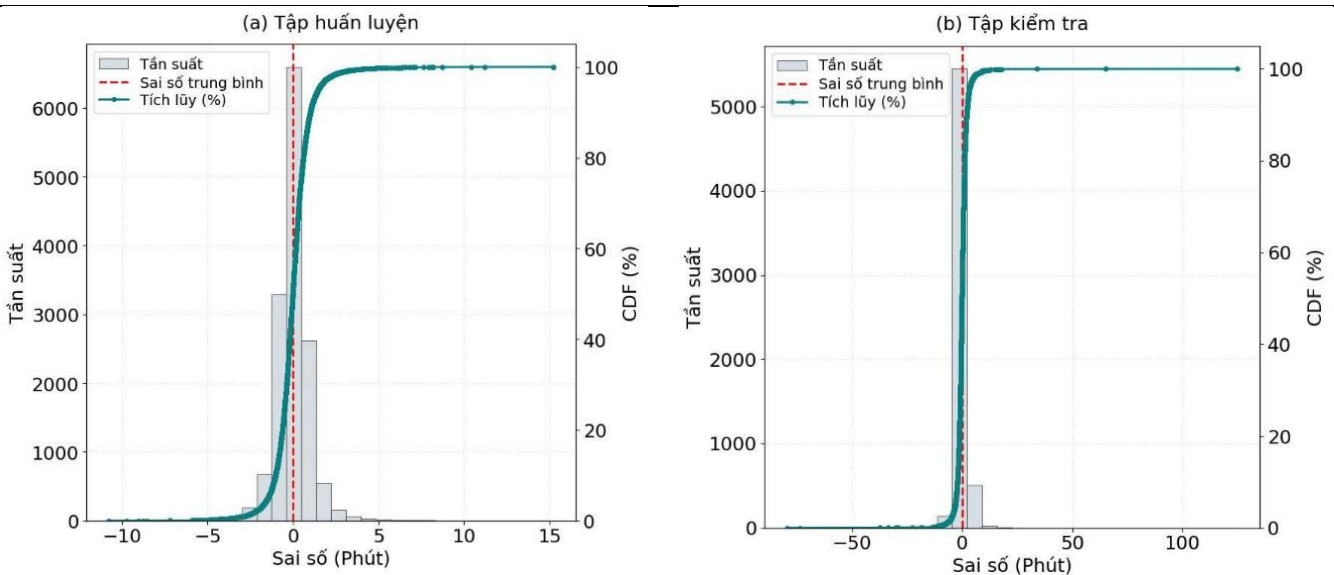 (a) Tập huấn luyện
Tần suất
Sai số trung bình
Tích lũy (%)
6000
5000
4000
3000
2000
1000
0
Tần suất
100
80
60
40
20
0
CDF (%)
−10
−5
0
5
10
15
Sai số (Phút)
(b) Tập kiểm tra
Tần suất
Sai số trung bình
Tích lũy (%)
5000
4000
3000
2000
1000
0
Tần suất
100
80
60
40
20
0
CDF (%)
−50
0
50
100
Sai số (Phút)